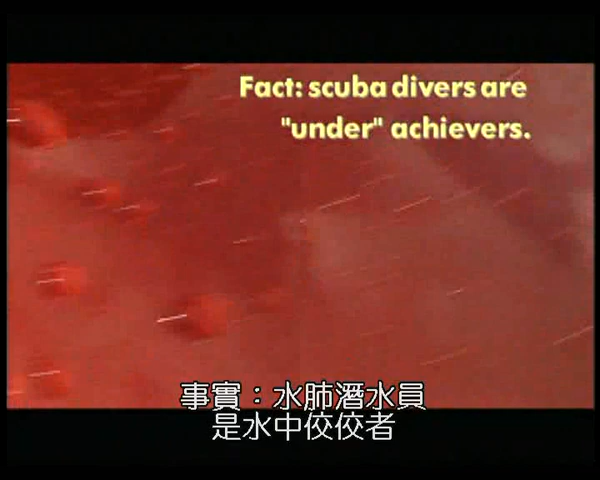 Fact: scuba divers are
"under" achievers.
事實：水肺潛水員
是水中佼佼者